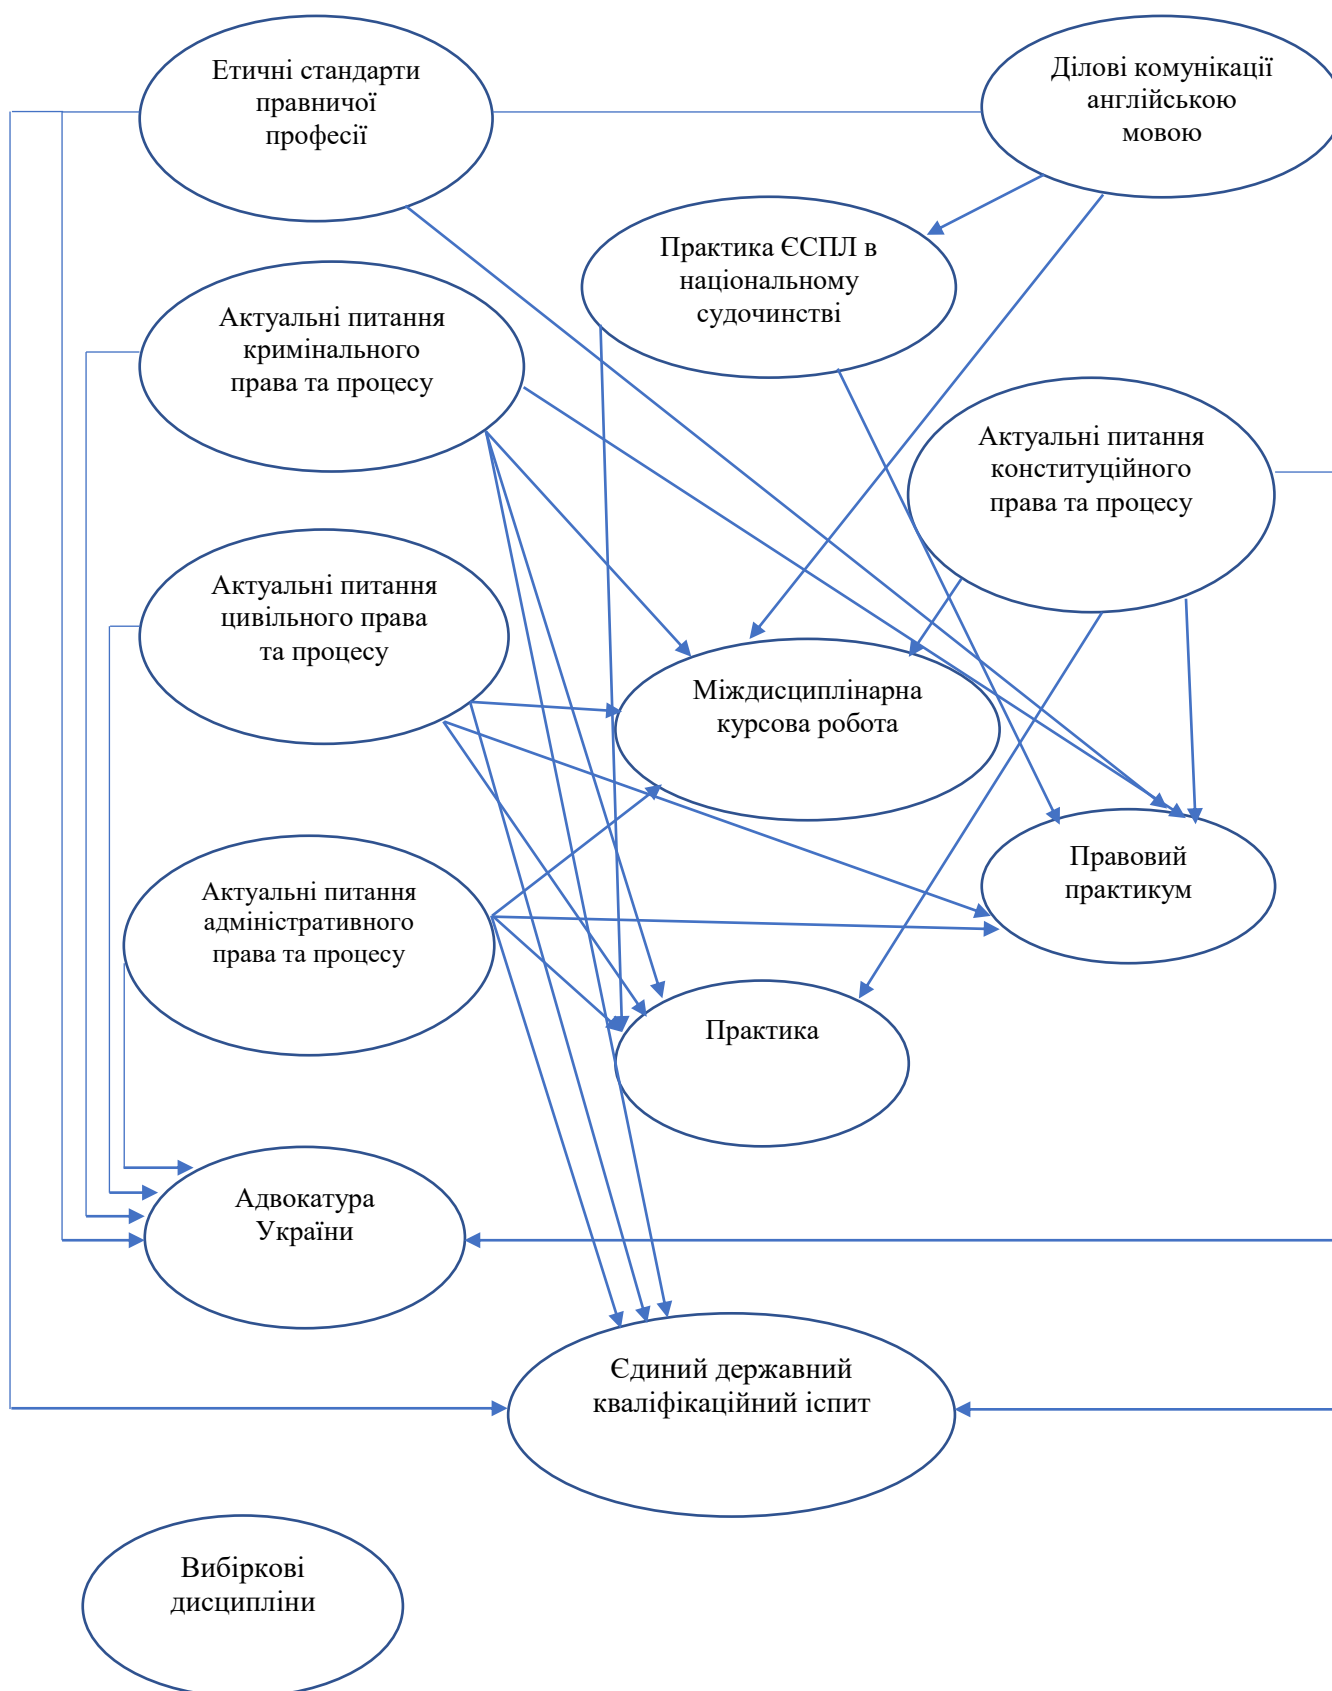 Етичні стандарти
правничої
професії
Ділові комунікації
англійською
мовою
Практика ЄСПЛ в
національному
судочинстві
Актуальні питання
кримінального
права та процесу
Актуальні питання
конституційного
права та процесу
Актуальні питання
цивільного права
та процесу
Міждисциплінарна
курсова робота
Правовий
практикум
Актуальні питання
адміністративного
права та процесу
Практика
Адвокатура
України
Єдиний державний
кваліфікаційний іспит
Вибіркові
дисципліни